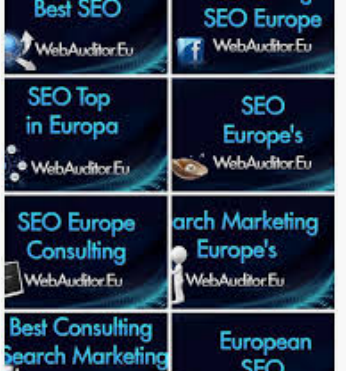 Best SEO
WebAuditor.Eu
SEO Europe
WebAuditor.Eu
SEO Top
in Europa
WebAuditor.Eu
SEO
Europe's
WebAuditor.Eu
SEO Europe
Consulting
WebAuditor.Eu
arch Marketing
Europe's
WebAuditor.Eu
Best Consulting
Search Marketing
European
SEO